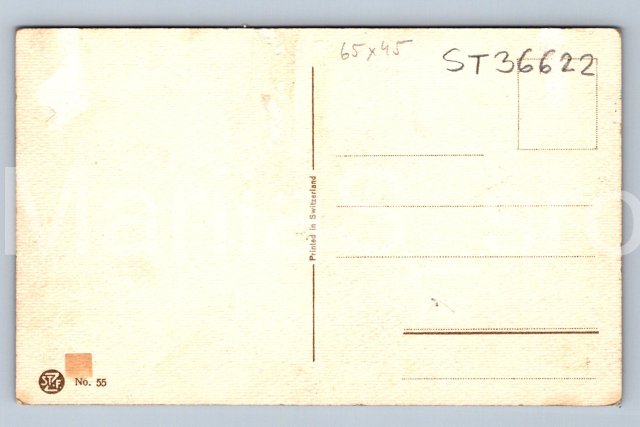 65x45
ST36622
Printed in Switzerland
No. 55